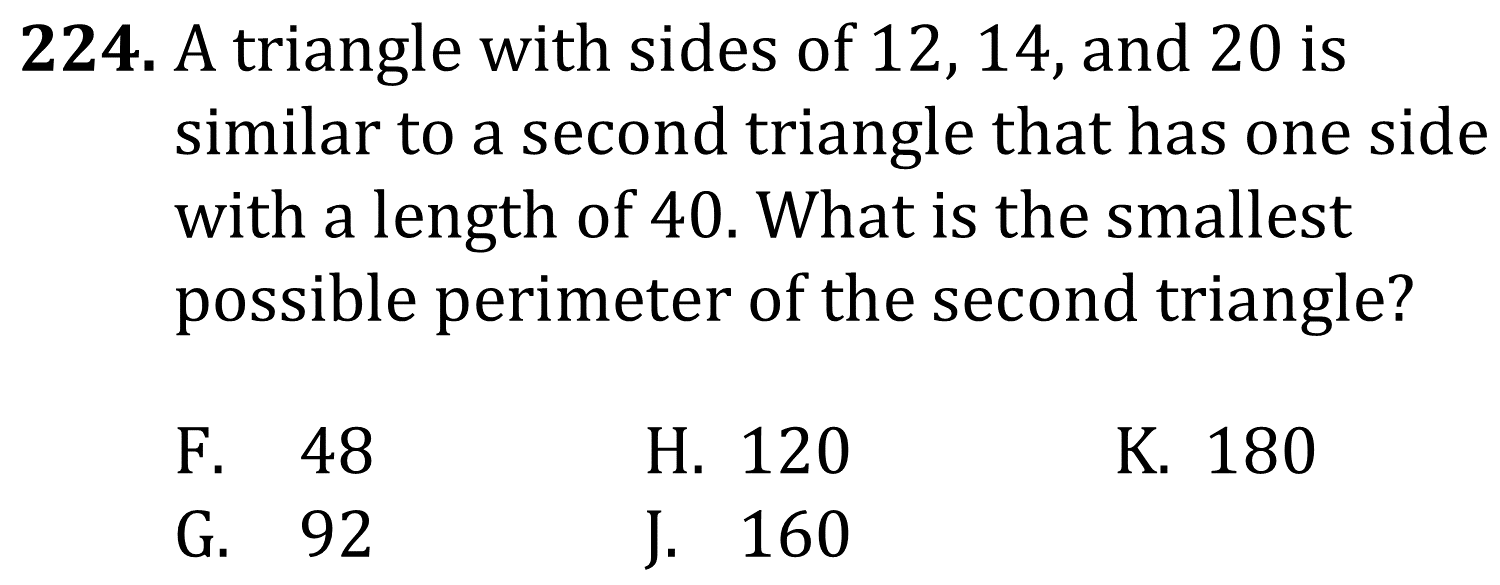 224. A triangle with sides of 12, 14, and 20 is
similar to a second triangle that has one side
with a length of 40. What is the smallest
possible perimeter of the second triangle?
F. 48 H. 120 K. 180
G. 92 J. 160